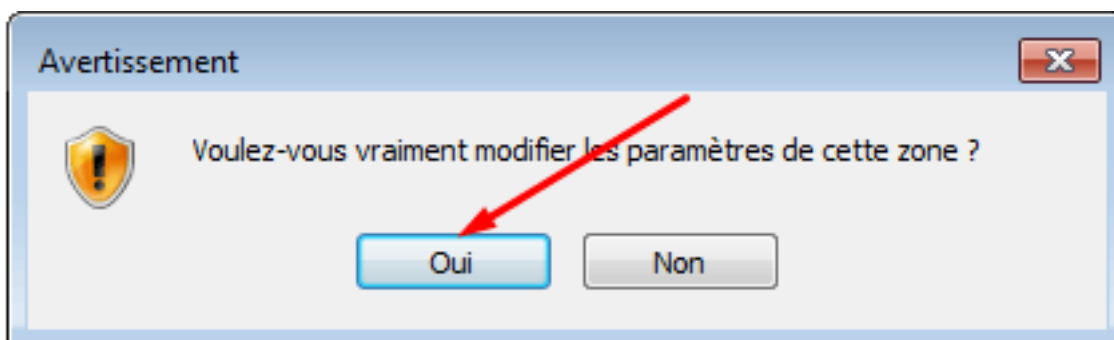 Avertissement
Voulez-vous vraiment modifier les paramètres de cette zone ?
Oui
Non